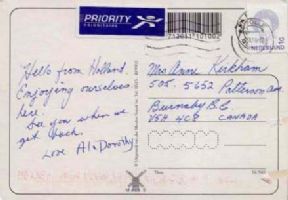 PRIORITY
Hello from Holland.
Enjoying ourselves
here.
See you when we
get back.
Love Al & Dorothy
NEDERLAND
Mrs Anne Kirkham
505, 5652 Patterson Ave
Burnaby B.C.
V5H 4C8 CANADA